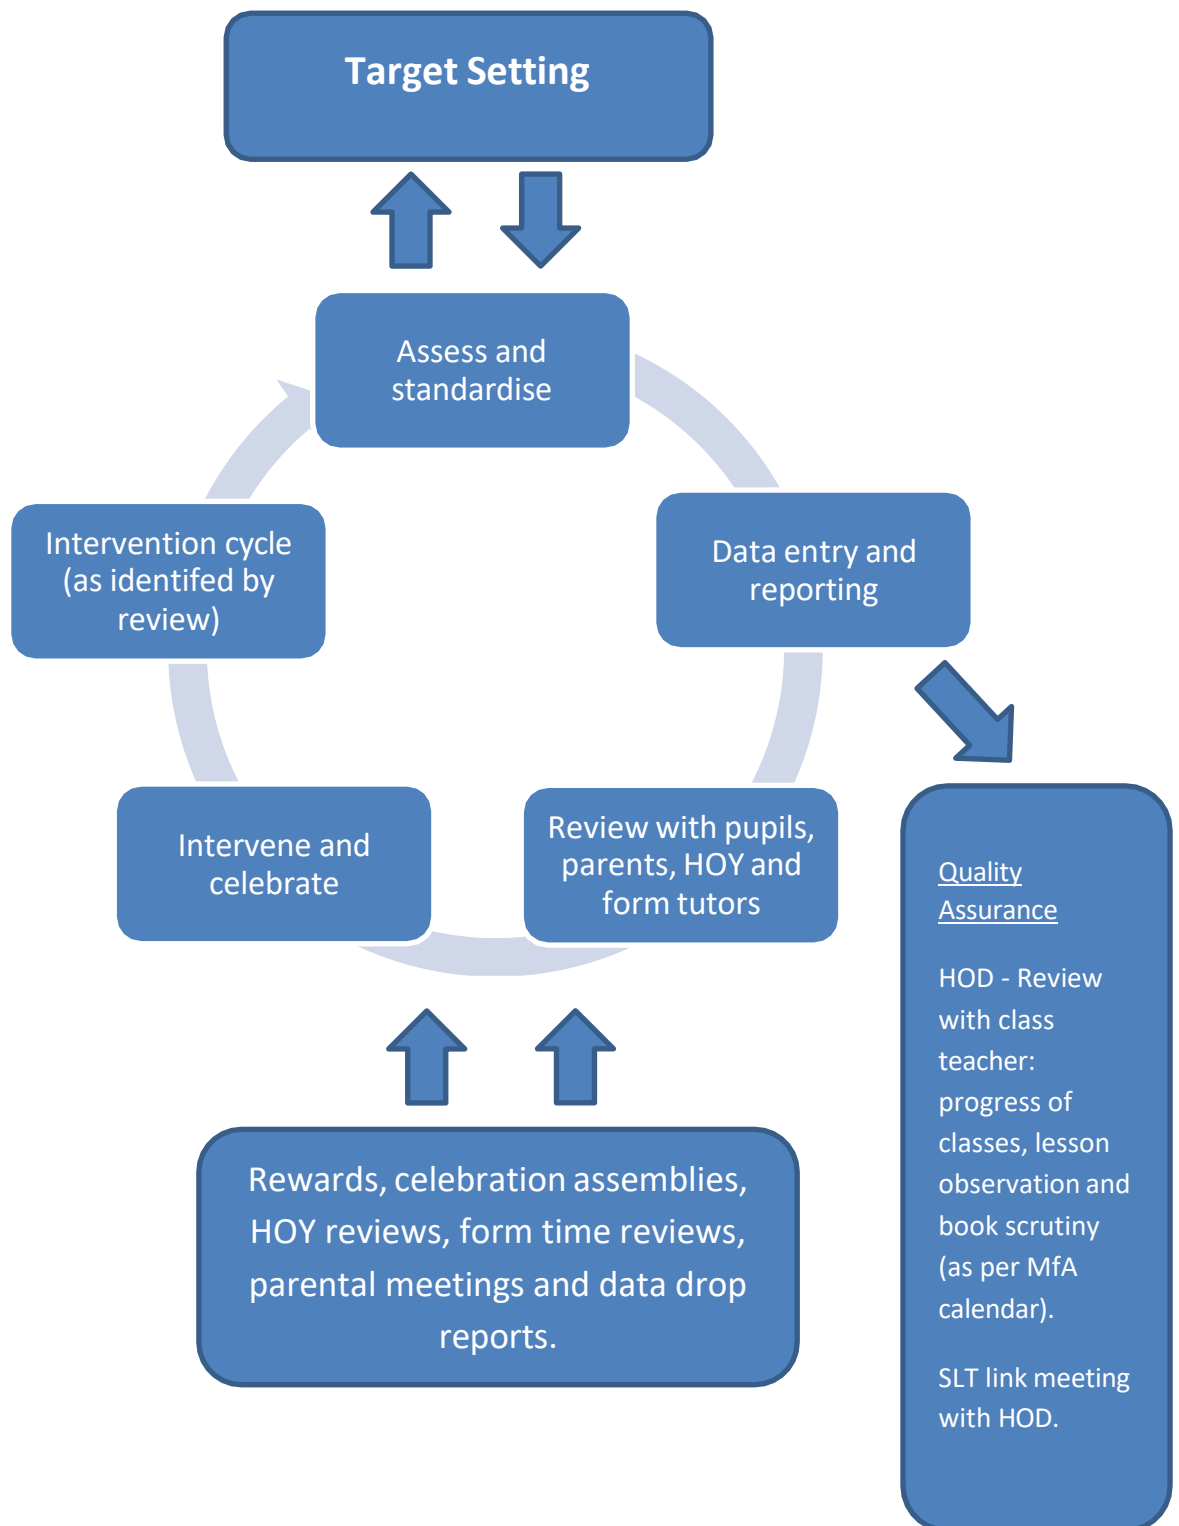 Target Setting
Assess and
standardise
Data entry and
reporting
Review with pupils,
parents, HOY and
form tutors
Intervene and
celebrate
Intervention cycle
(as identifed by
review)
Rewards, celebration assemblies,
HOY reviews, form time reviews,
parental meetings and data drop
reports.
Quality
Assurance
HOD - Review
with class
teacher:
progress of
classes, lesson
observation and
book scrutiny
(as per MfA
calendar).
SLT link meeting
with HOD.